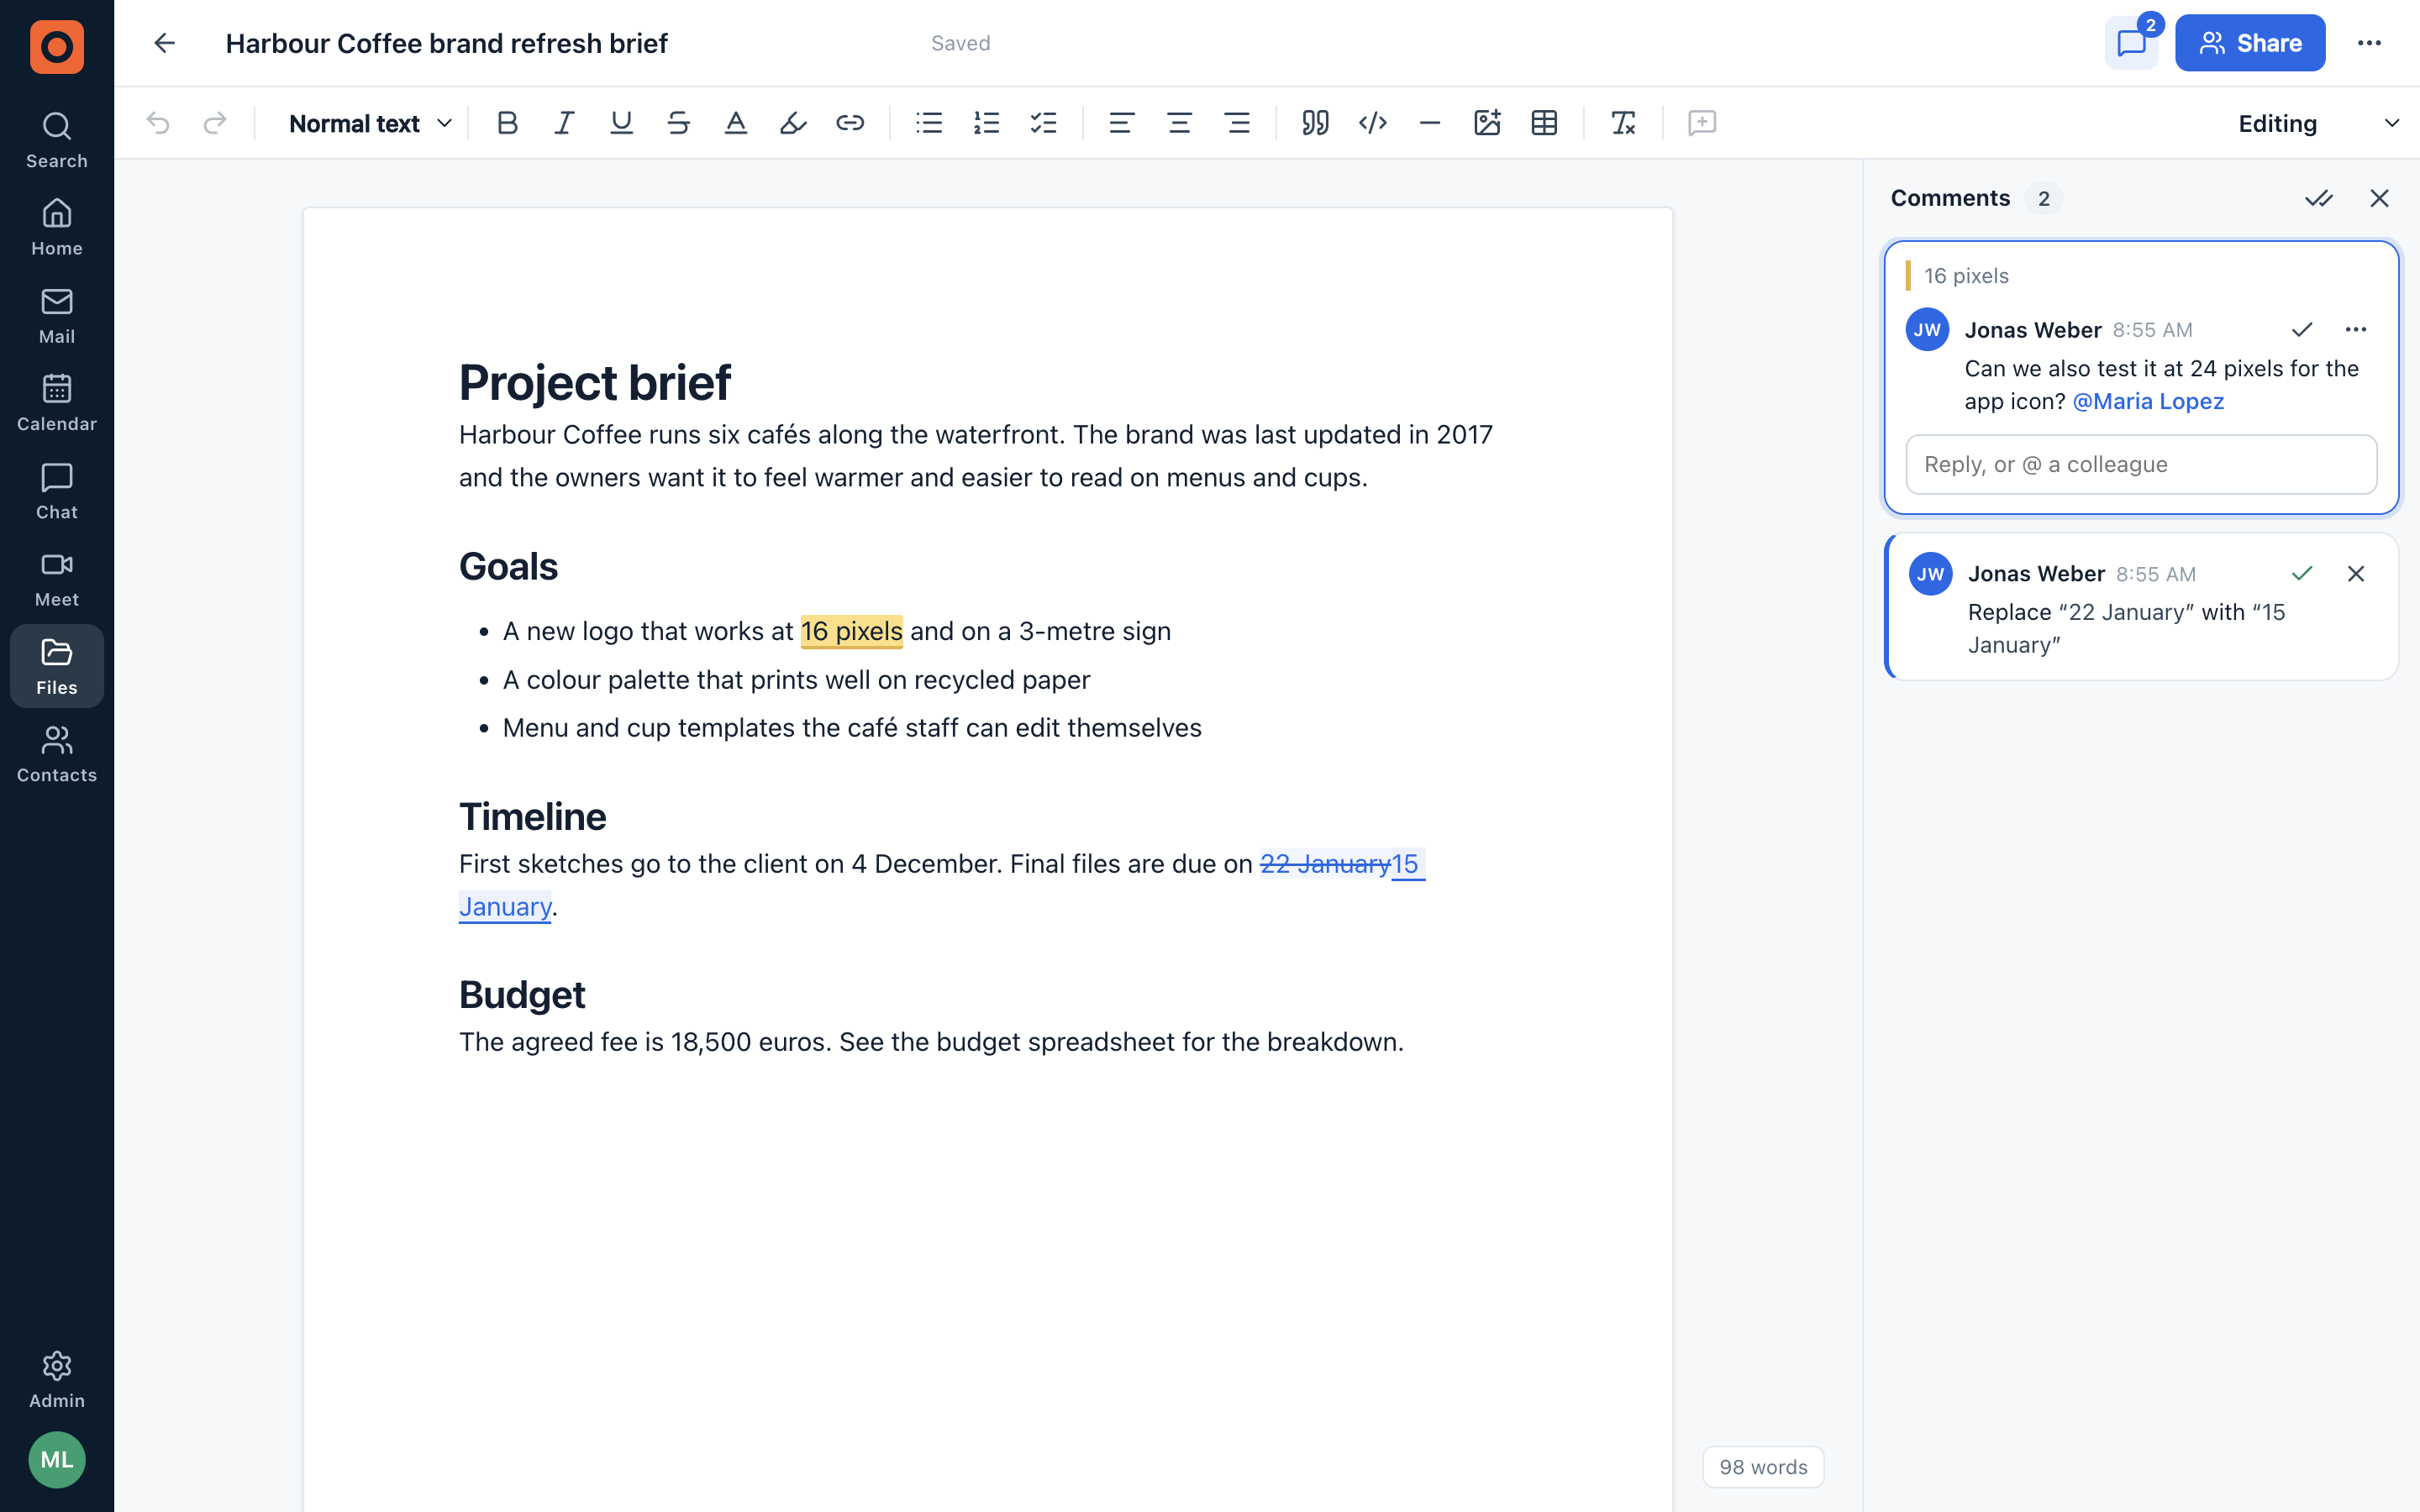 Harbour Coffee brand refresh brief
Saved
2
Share
Search
Home
Mail
Calendar
Chat
Meet
Files
Contacts
Admin
ML
Normal text
Editing
Project brief
Harbour Coffee runs six cafés along the waterfront. The brand was last updated in 2017
and the owners want it to feel warmer and easier to read on menus and cups.
Goals
• A new logo that works at 16 pixels and on a 3-metre sign
• A colour palette that prints well on recycled paper
• Menu and cup templates the café staff can edit themselves
Timeline
First sketches go to the client on 4 December. Final files are due on 22 January15
January.
Budget
The agreed fee is 18,500 euros. See the budget spreadsheet for the breakdown.
98 words
Comments 2
16 pixels
JW Jonas Weber 8:55 AM
Can we also test it at 24 pixels for the
app icon? @Maria Lopez
Reply, or @ a colleague
JW Jonas Weber 8:55 AM
Replace “22 January” with “15
January”